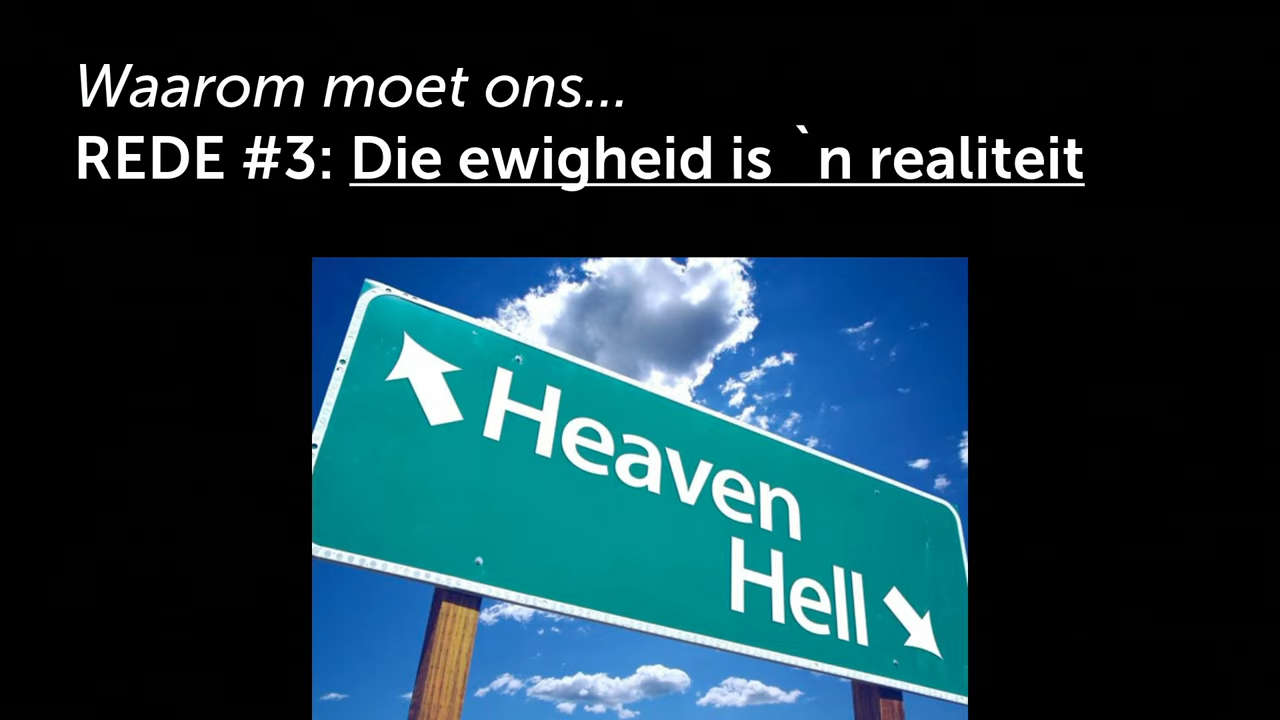 Waarom moet ons...
REDE #3: Die ewigheid is `n realiteit
Heaven
Hell